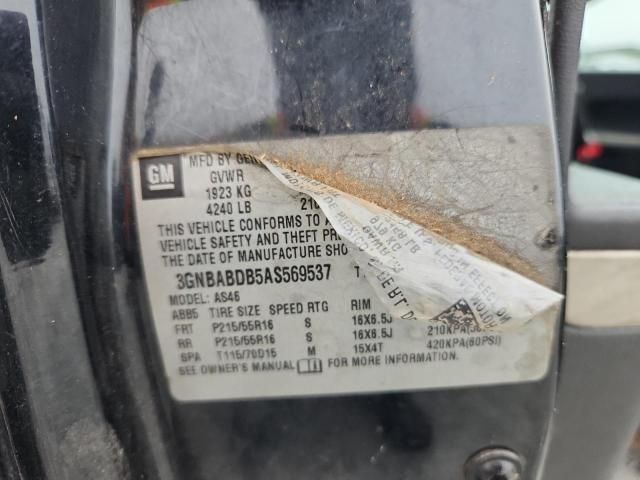 GM
MFD BY GEN
GVWR
1923 KG
4240 LB 21
THIS VEHICLE CONFORMS TO A
VEHICLE SAFETY AND THEFT PR
THE DATE OF MANUFACTURE SHO
3GNBABDB5AS569537 T
MODEL: AS46
ABB5 TIRE SIZE SPEED RTG RIM
FRT P215/55R16 S 16X6.5J 210KPA(
RR P215/55R16 S 16X6.5J
SPA T115/70D15 M 15X4T 420KPA(60PSI)
SEE OWNER'S MANUAL FOR MORE INFORMATION.